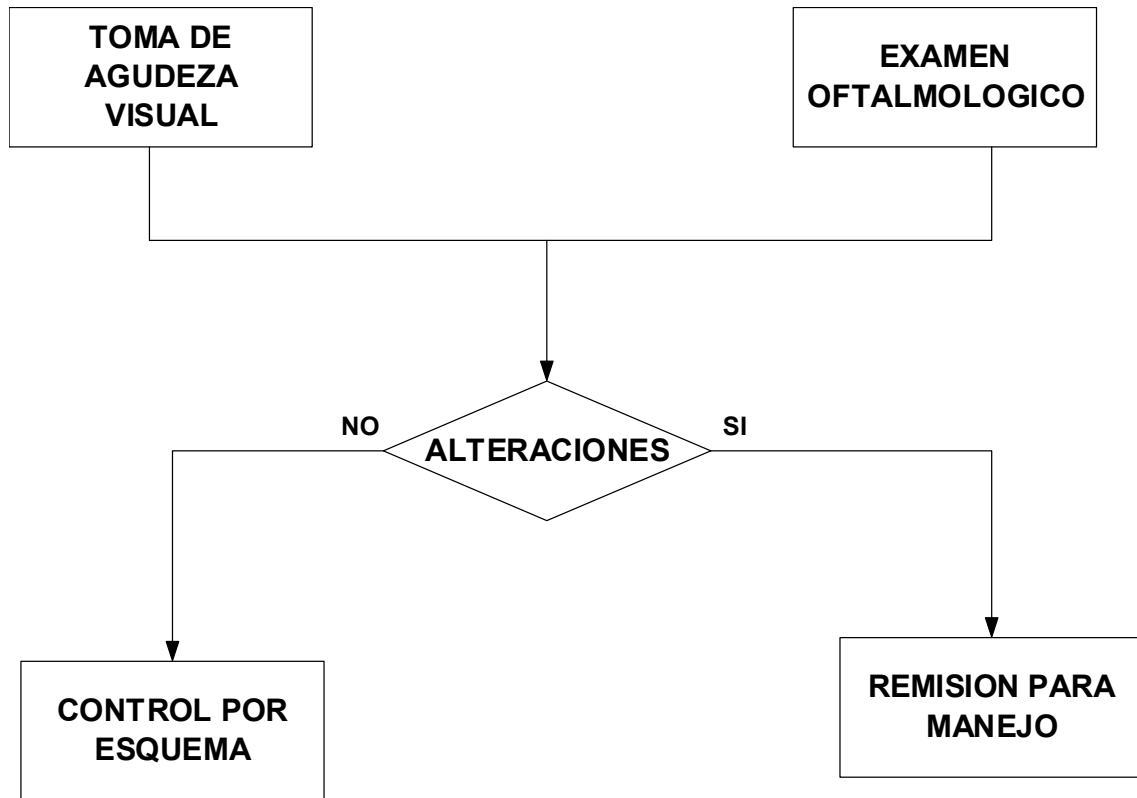 TOMA DE
AGUDEZA
VISUAL
EXAMEN
OFTALMOLOGICO
NO
SI
ALTERACIONES
CONTROL POR
ESQUEMA
REMISION PARA
MANEJO